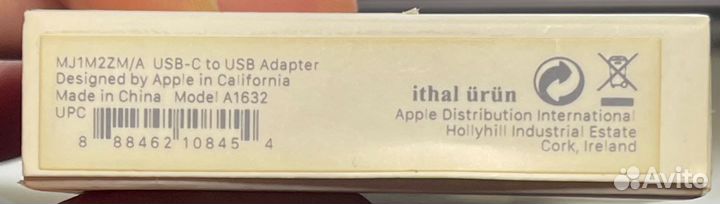 MJ1M2ZM/A USB-C to USB Adapter
Designed by Apple in California
Made in China Model A1632
UPC
8 88462 10845 4
ithal ürün
Apple Distribution International
Hollyhill Industrial Estate
Cork, Ireland
Avito